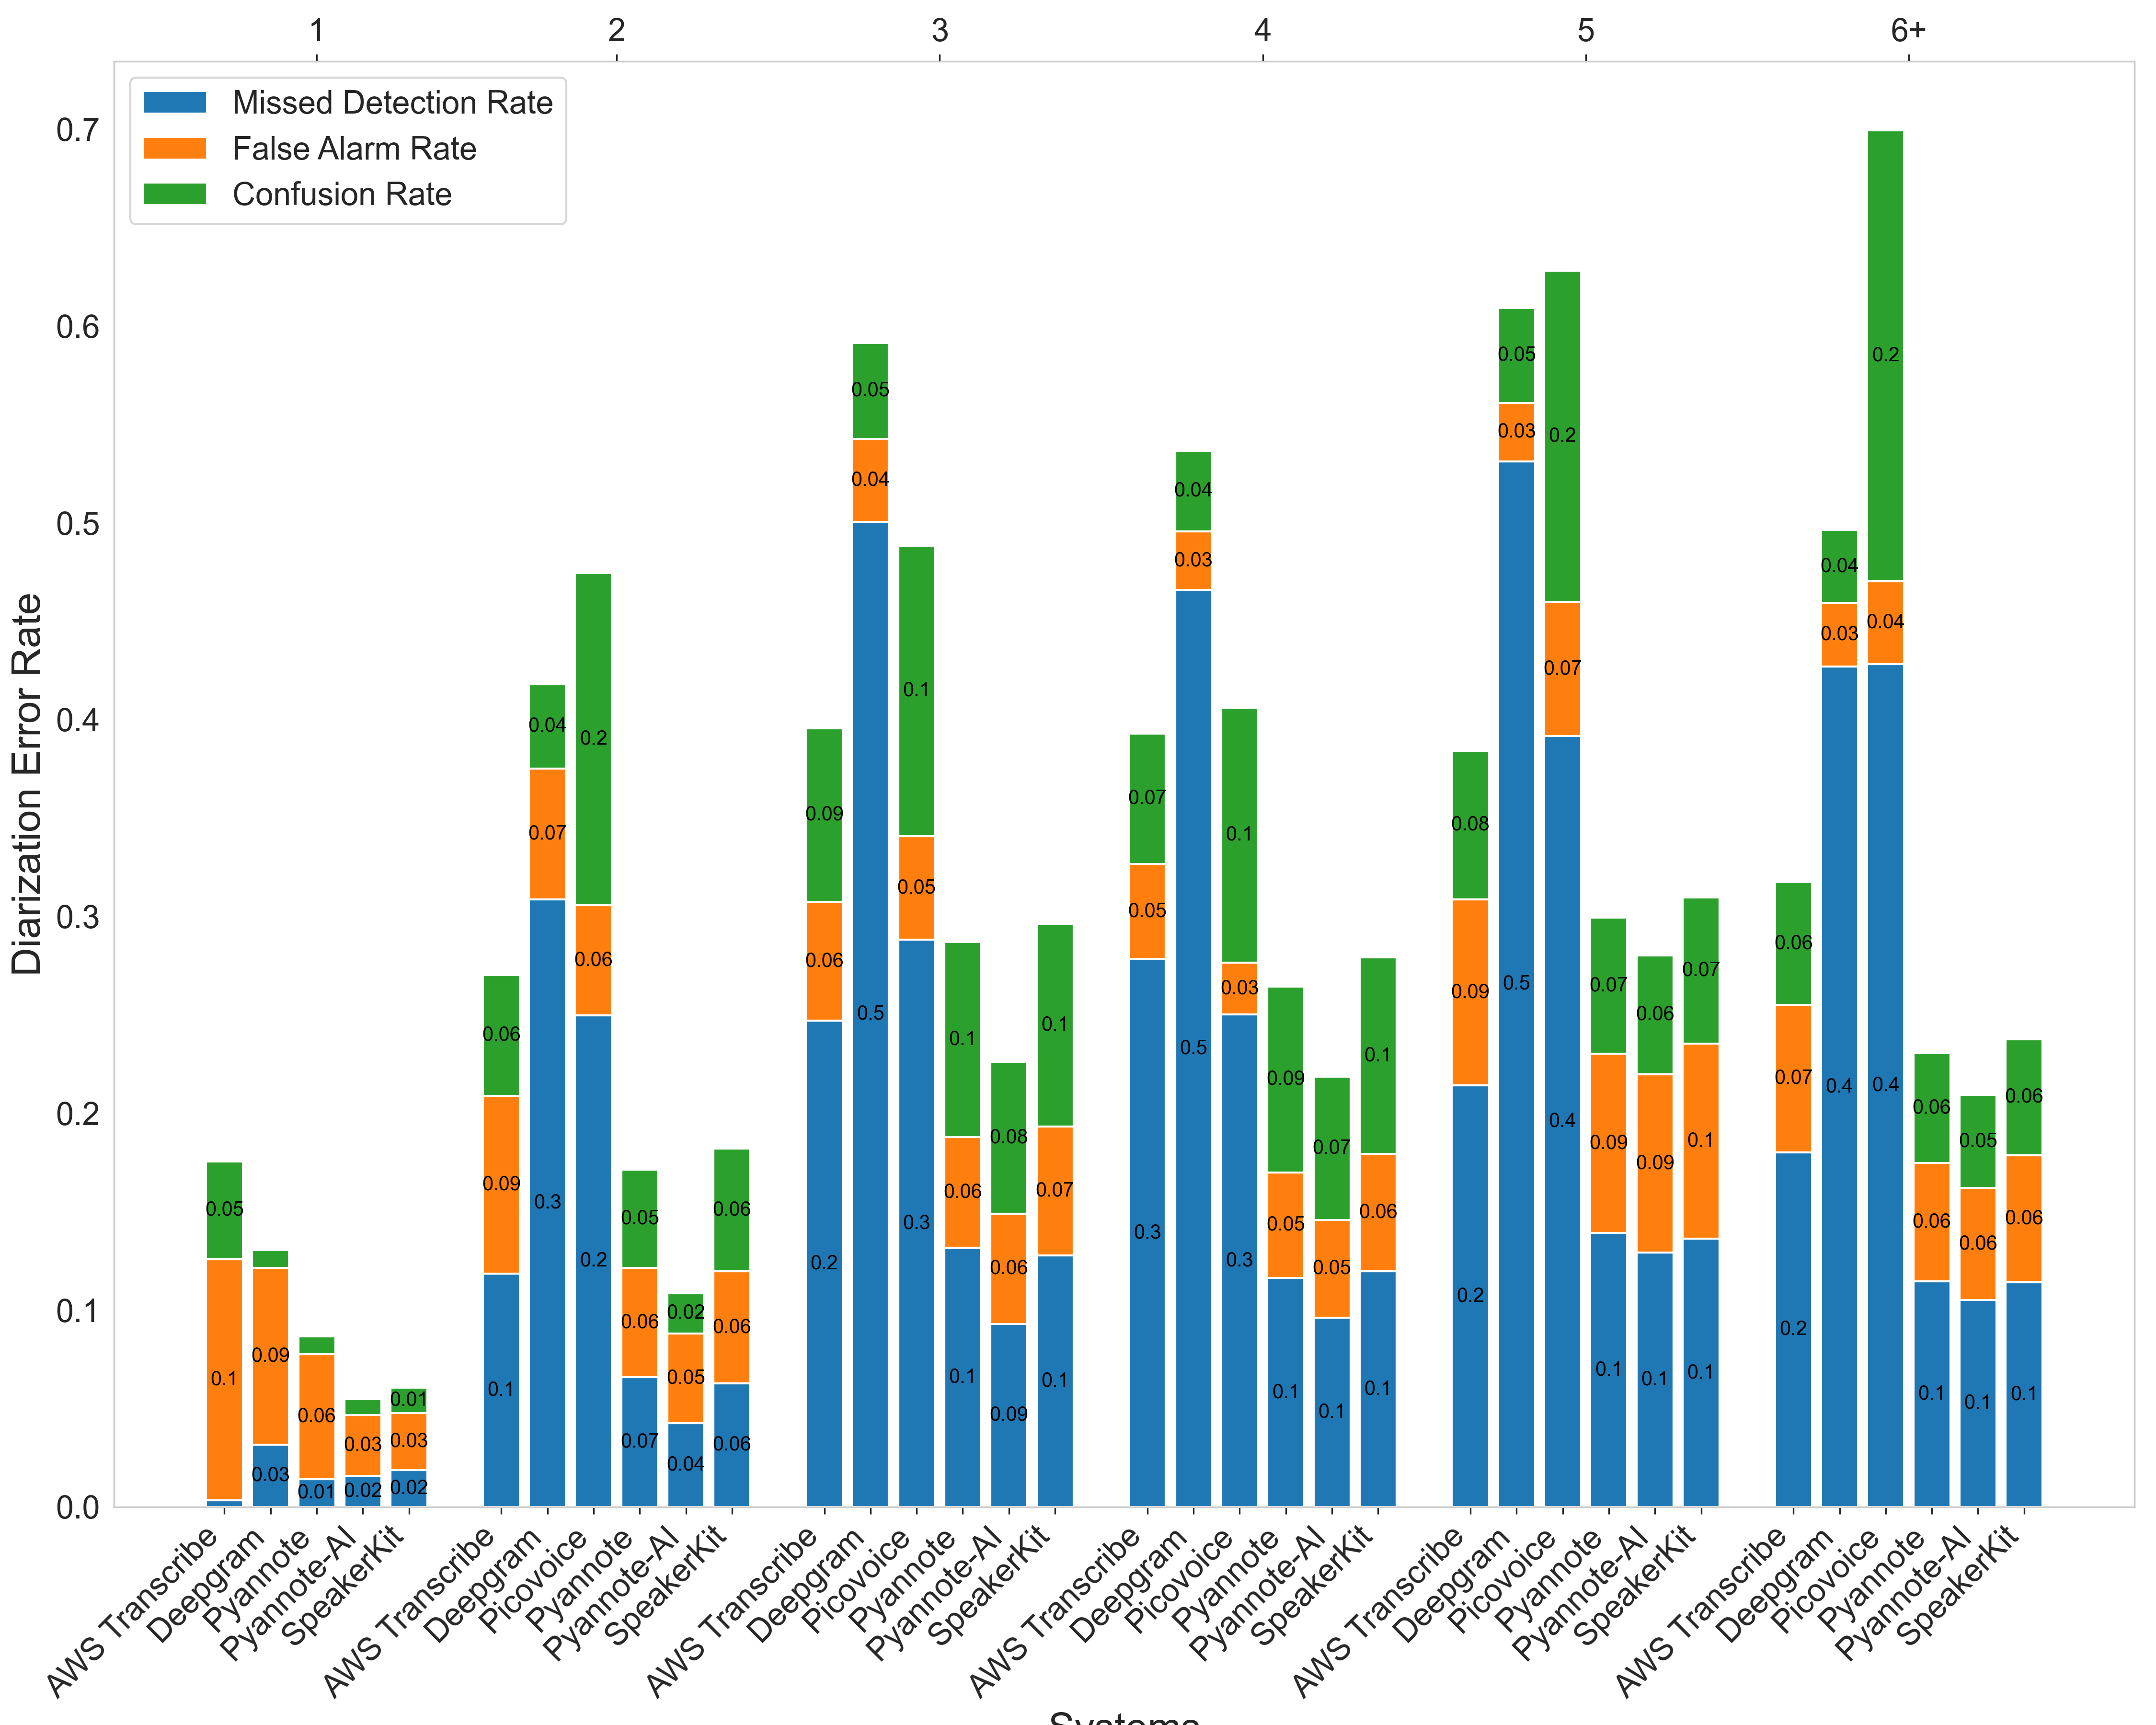 1 2 3 4 5 6+
Missed Detection Rate
False Alarm Rate
Confusion Rate
Diarization Error Rate
0.7
0.6
0.5
0.4
0.3
0.2
0.1
0.0
0.05 0.1
0.09 0.03
0.06 0.01
0.03 0.02
0.01 0.03 0.02
0.06 0.09 0.1
0.04 0.07 0.3
0.2 0.06 0.2
0.05 0.06 0.07
0.02 0.05 0.04
0.06 0.06 0.06
0.09 0.06 0.2
0.05 0.04 0.5
0.1 0.05 0.3
0.1 0.06 0.1
0.08 0.06 0.09
0.1 0.07 0.1
0.07 0.05 0.3
0.04 0.03 0.5
0.1 0.03 0.3
0.09 0.05 0.1
0.07 0.05 0.1
0.1 0.06 0.1
0.08 0.09 0.2
0.05 0.03 0.5
0.2 0.07 0.4
0.07 0.09 0.1
0.06 0.09 0.1
0.07 0.1 0.1
0.06 0.07 0.2
0.04 0.03 0.4
0.2 0.04 0.4
0.06 0.06 0.1
0.05 0.06 0.1
0.06 0.06 0.1
AWS Transcribe
Deepgram
Pyannote
Pyannote-AI
SpeakerKit
AWS Transcribe
Deepgram
Picovoice
Pyannote
Pyannote-AI
SpeakerKit
AWS Transcribe
Deepgram
Picovoice
Pyannote
Pyannote-AI
SpeakerKit
AWS Transcribe
Deepgram
Picovoice
Pyannote
Pyannote-AI
SpeakerKit
AWS Transcribe
Deepgram
Picovoice
Pyannote
Pyannote-AI
SpeakerKit
AWS Transcribe
Deepgram
Picovoice
Pyannote
Pyannote-AI
SpeakerKit
Systems